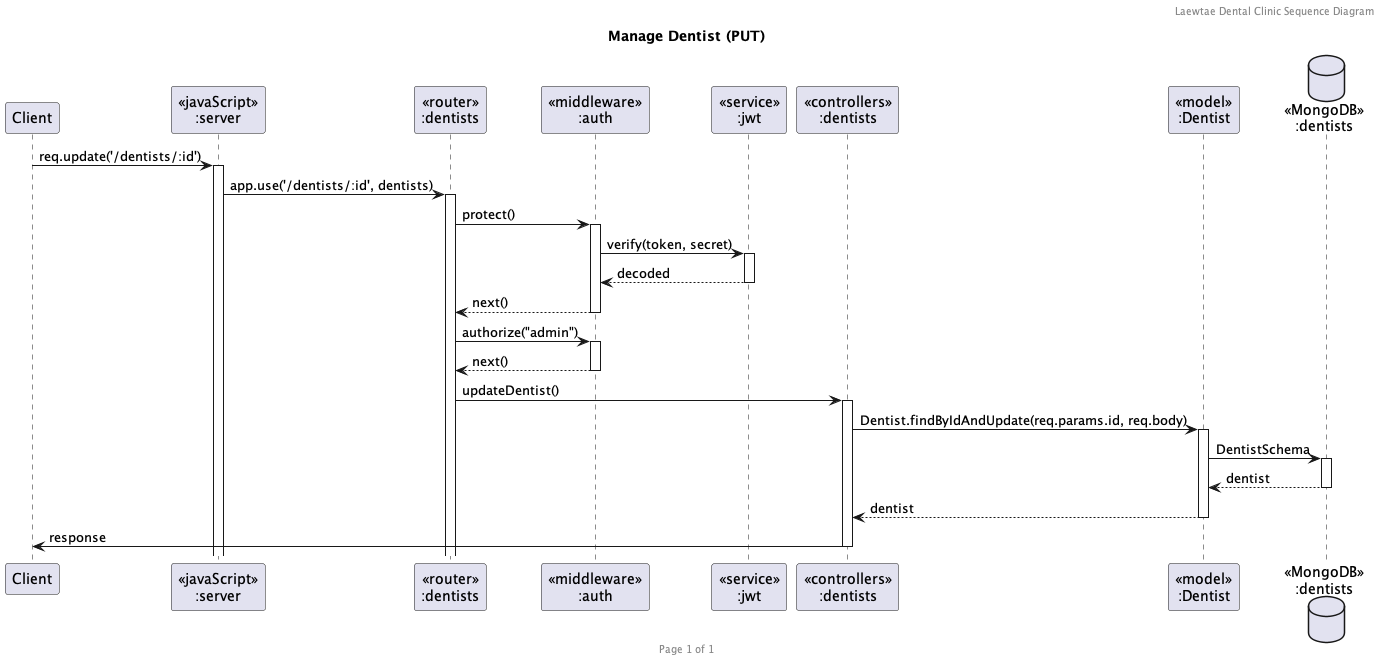 Laewtae Dental Clinic Sequence Diagram
Manage Dentist (PUT)
Client
«javaScript»
:server
«router»
:dentists
«middleware»
:auth
«service»
:jwt
«controllers»
:dentists
«model»
:Dentist
«MongoDB»
:dentists
req.update('/dentists/:id')
app.use('/dentists/:id', dentists)
protect()
verify(token, secret)
decoded
next()
authorize("admin")
next()
updateDentist()
Dentist.findByIdAndUpdate(req.params.id, req.body)
DentistSchema
dentist
dentist
response
Client
«javaScript»
:server
«router»
:dentists
«middleware»
:auth
«service»
:jwt
«controllers»
:dentists
«model»
:Dentist
«MongoDB»
:dentists
Page 1 of 1